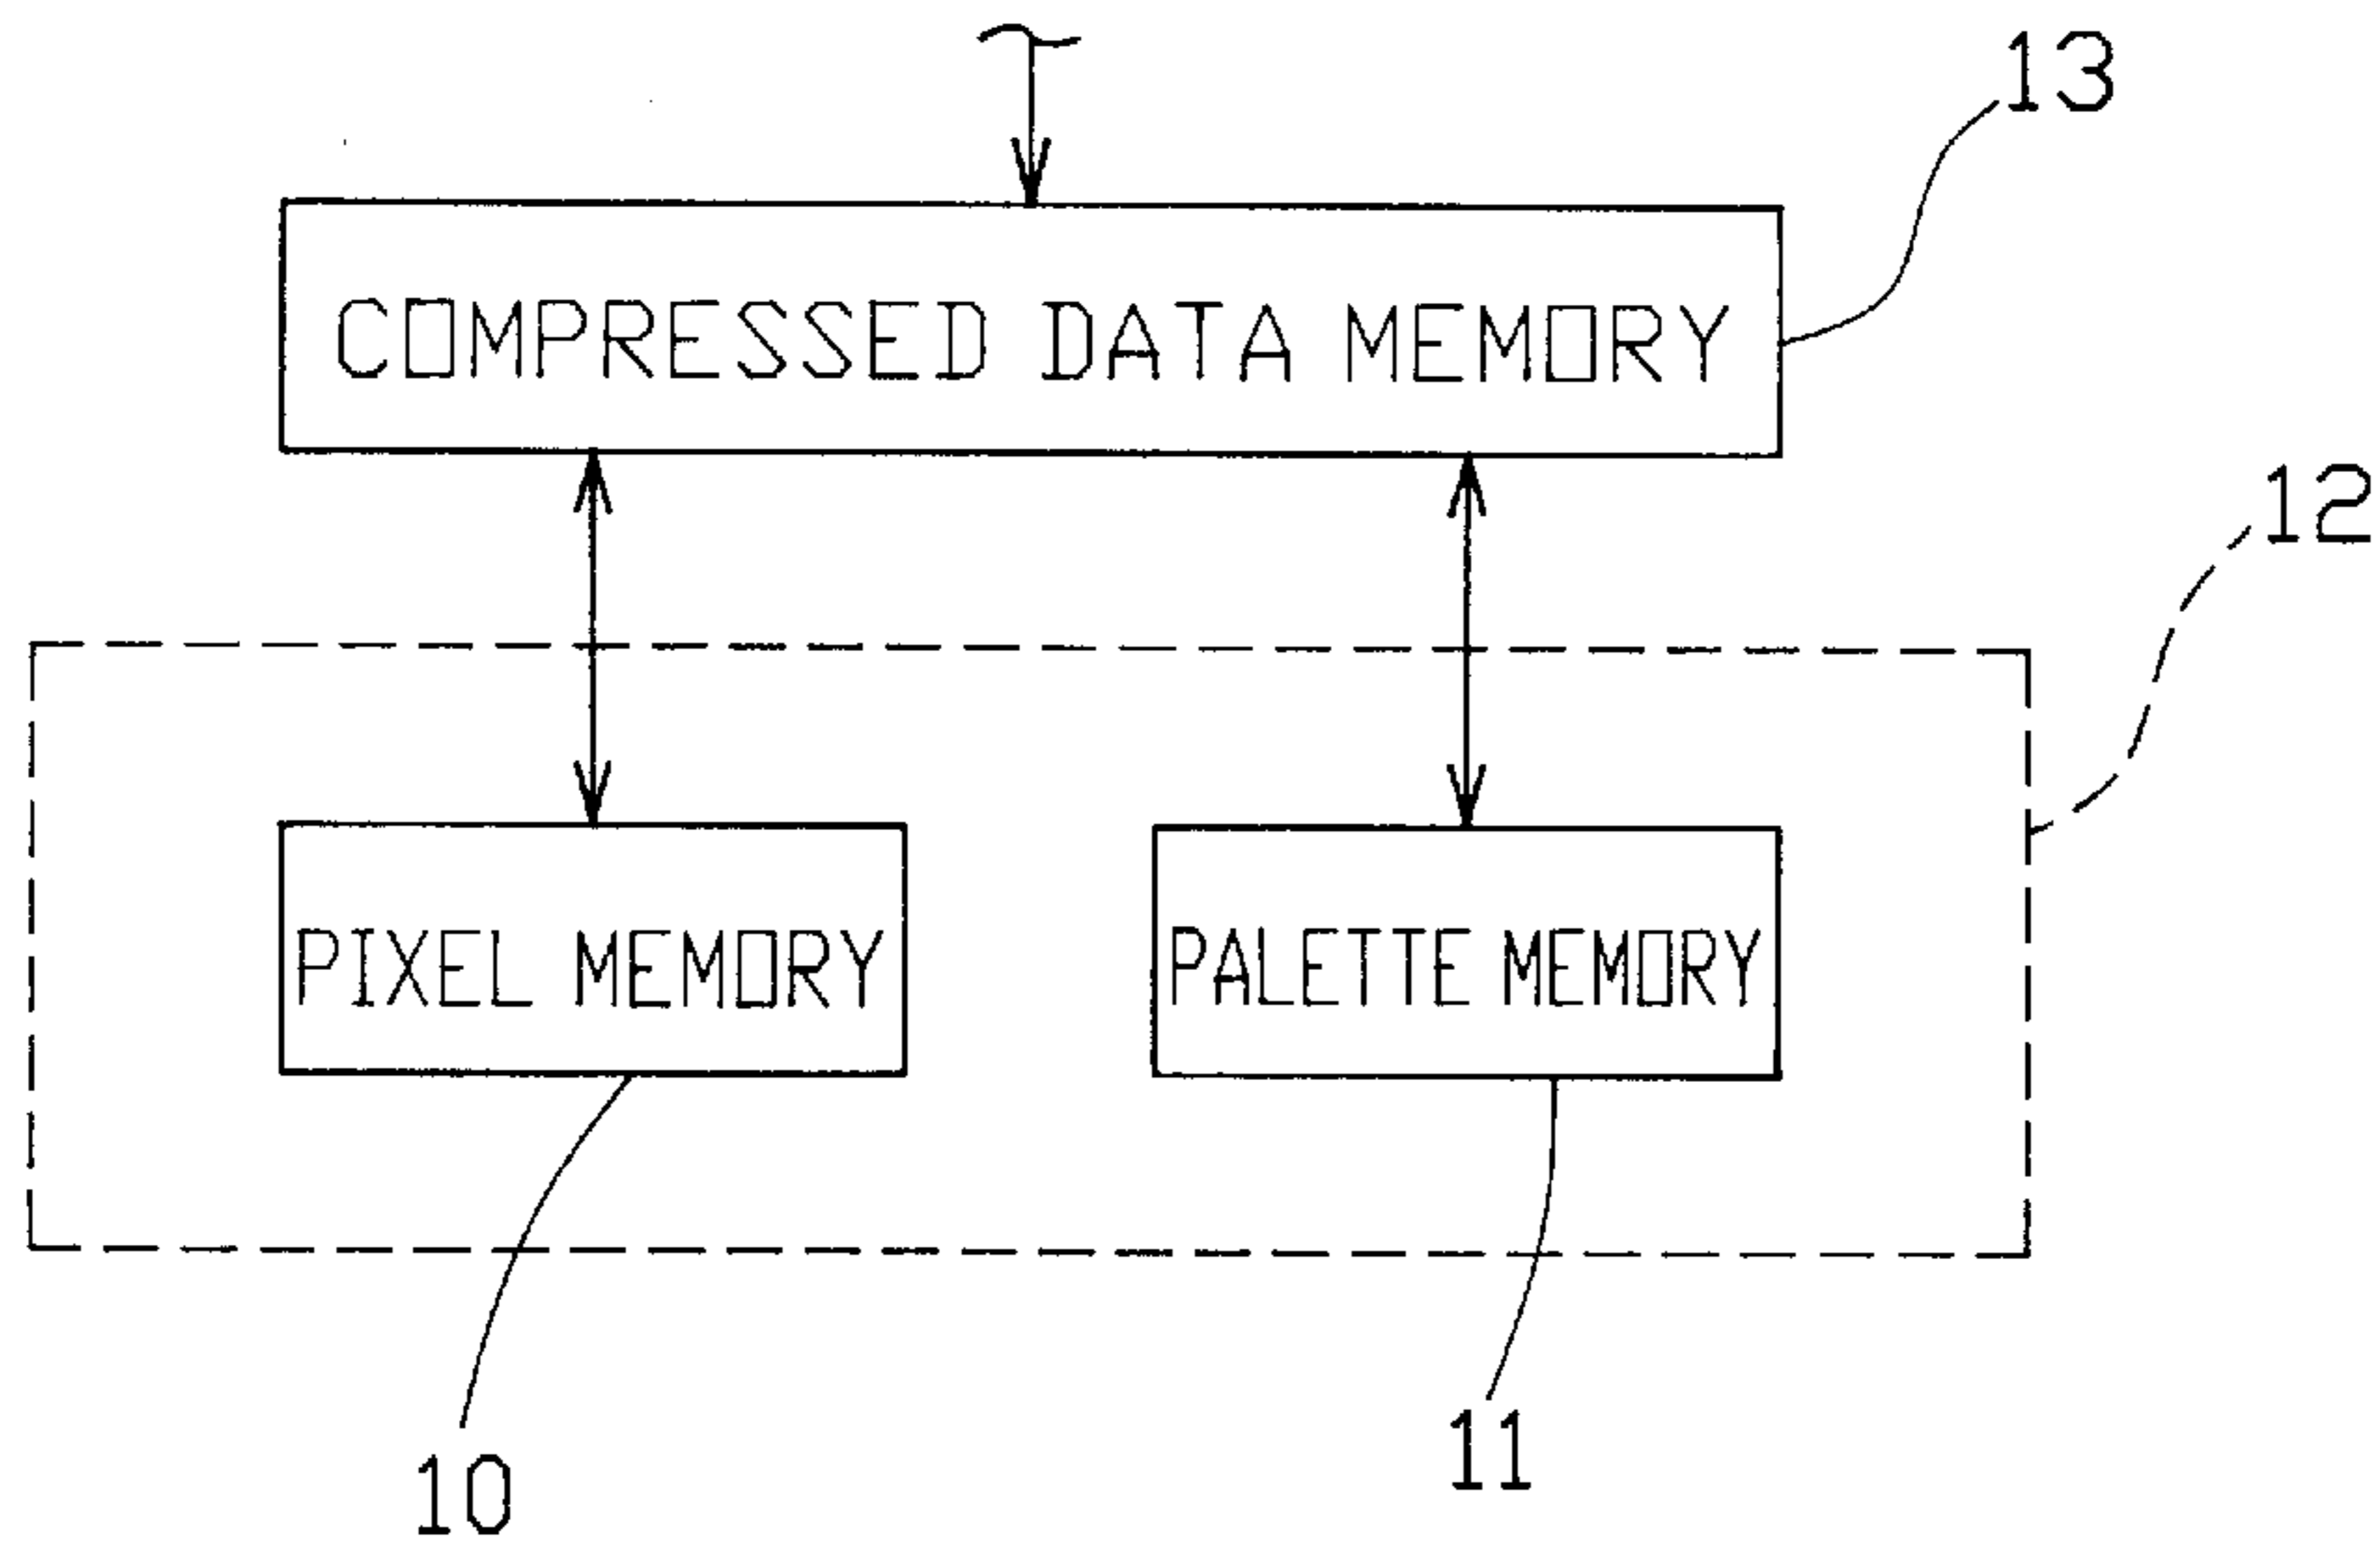 13
COMPRESSED DATA MEMORY
12
PIXEL MEMORY
PALETTE MEMORY
10
11